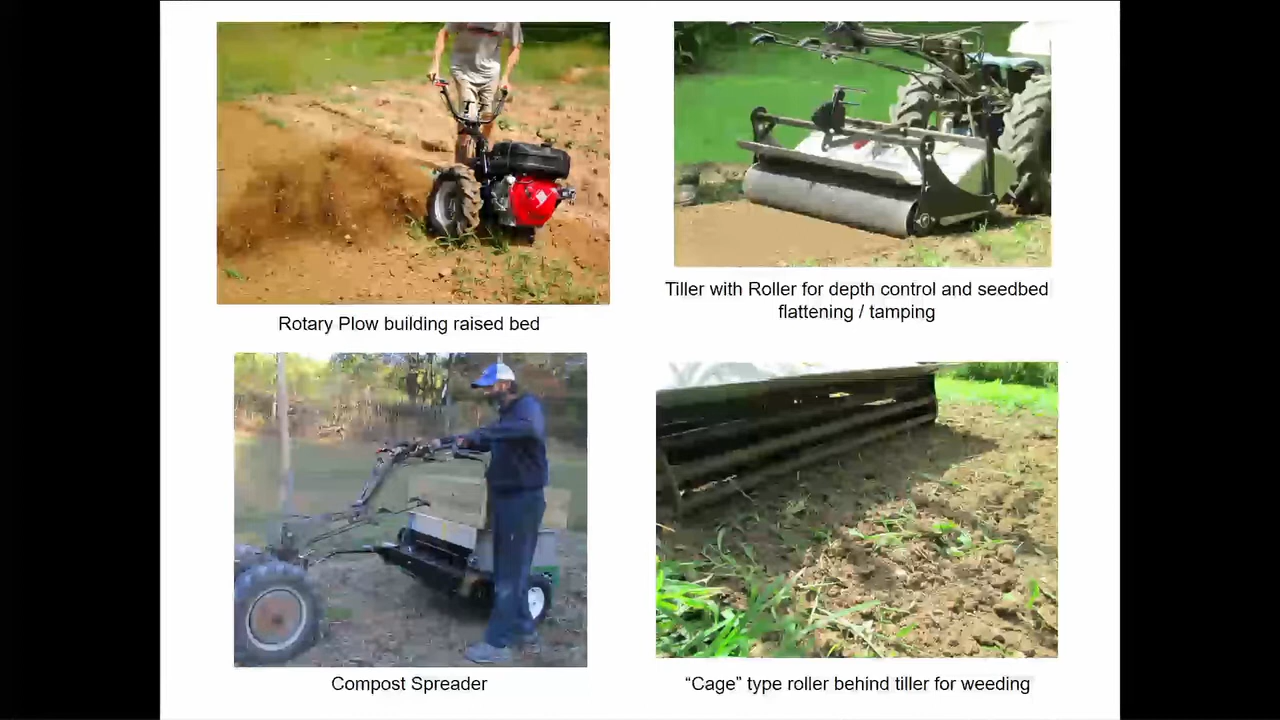 Rotary Plow building raised bed
Tiller with Roller for depth control and seedbed
flattening / tamping
Compost Spreader
“Cage” type roller behind tiller for weeding